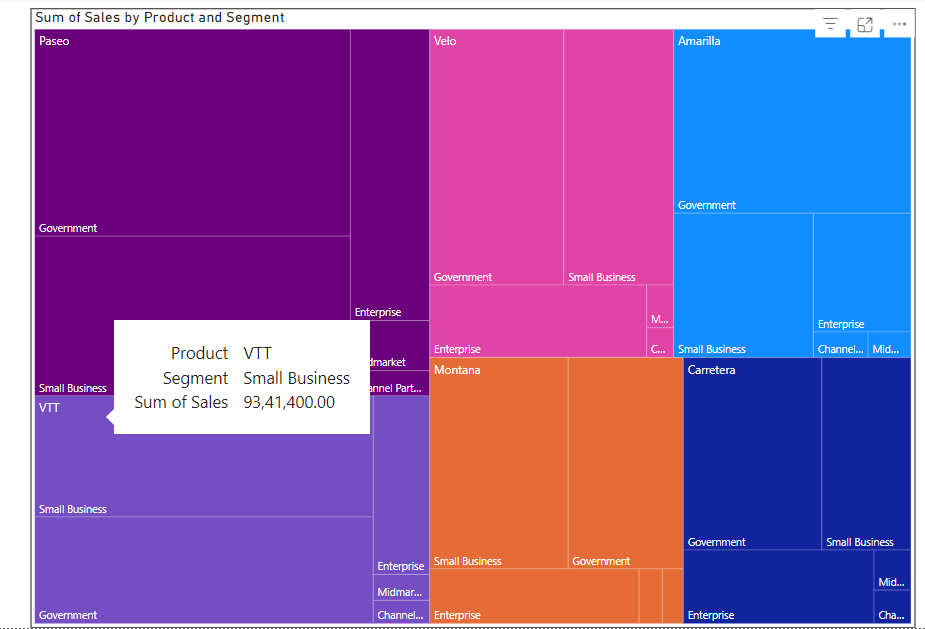 Sum of Sales by Product and Segment
Paseo
Government
Small Business
Enterprise
dmarket
annel Part...
Velo
Government
Small Business
Enterprise
M...
C...
Amarilla
Government
Small Business
Enterprise
Channel...
Mid...
Product VTT
Segment Small Business
Sum of Sales 93,41,400.00
VTT
Small Business
Government
Enterprise
Midmar...
Channel...
Montana
Small Business
Government
Enterprise
Carretera
Government
Small Business
Enterprise
Mid...
Cha...